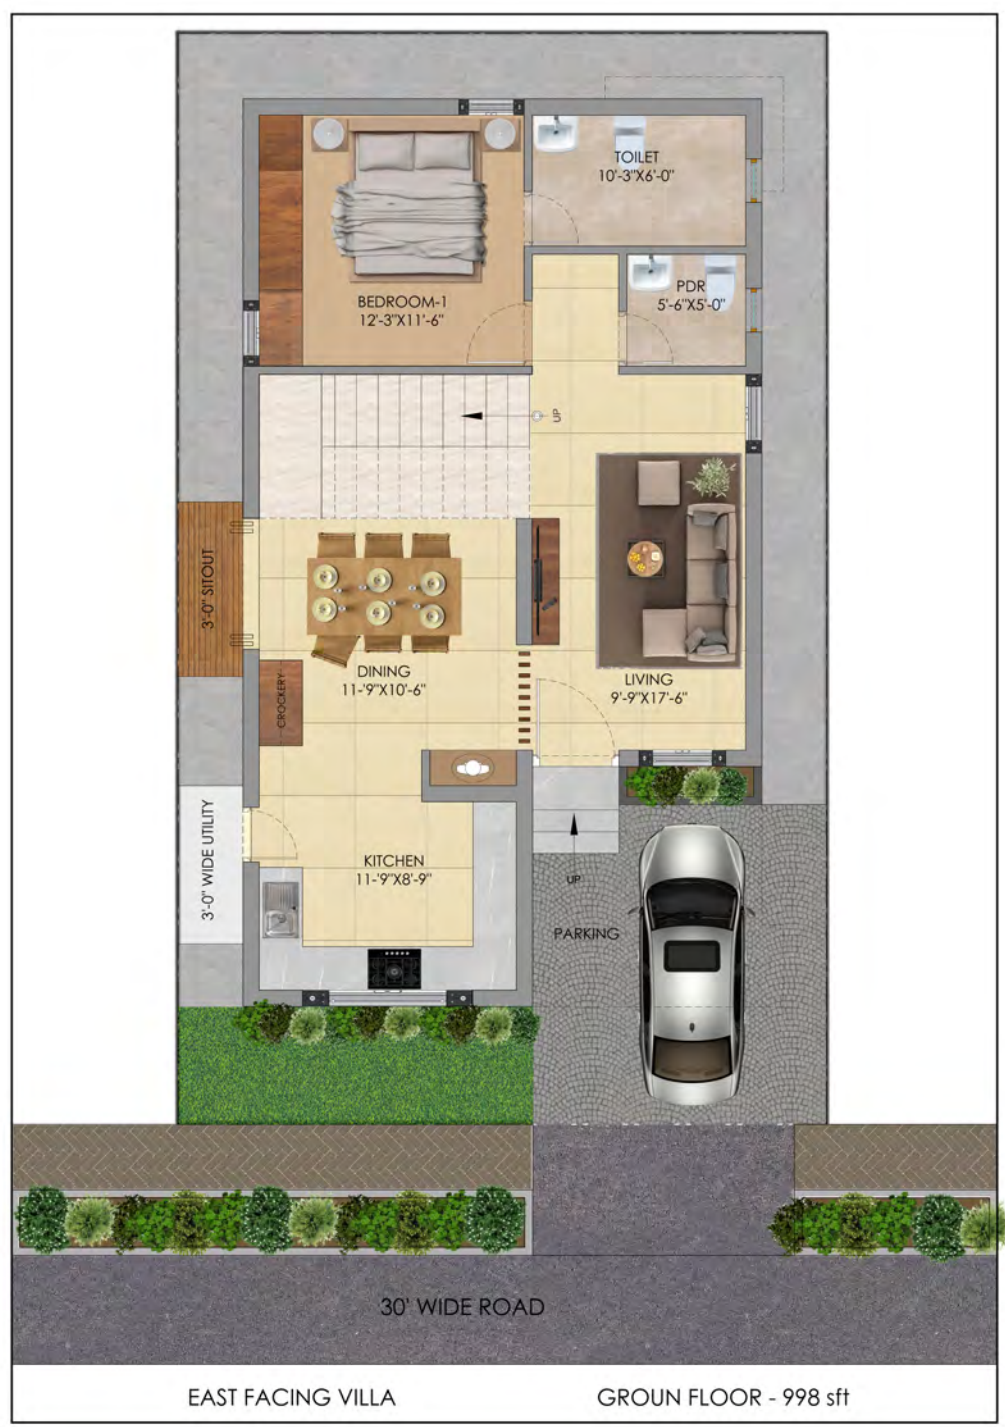 TOILET
10'-3"X6'-0"
PDR
5'-6"X5'-0"
BEDROOM-1
12'-3"X11'-6"
UP
3'-0" SITOUT
DINING
11-'9"X10'-6"
CROCKERY
LIVING
9'-9"X17'-6"
3'-0" WIDE UTILITY
KITCHEN
11-'9"X8'-9"
UP
PARKING
30' WIDE ROAD
EAST FACING VILLA
GROUN FLOOR - 998 sft